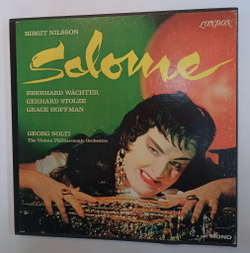 BIRGIT NILSSON
LONDON
Salome
EBERHARD WÄCHTER
GERHARD STOLZE
GRACE HOFFMAN
GEORG SOLTI
The Vienna Philharmonic Orchestra
MONO